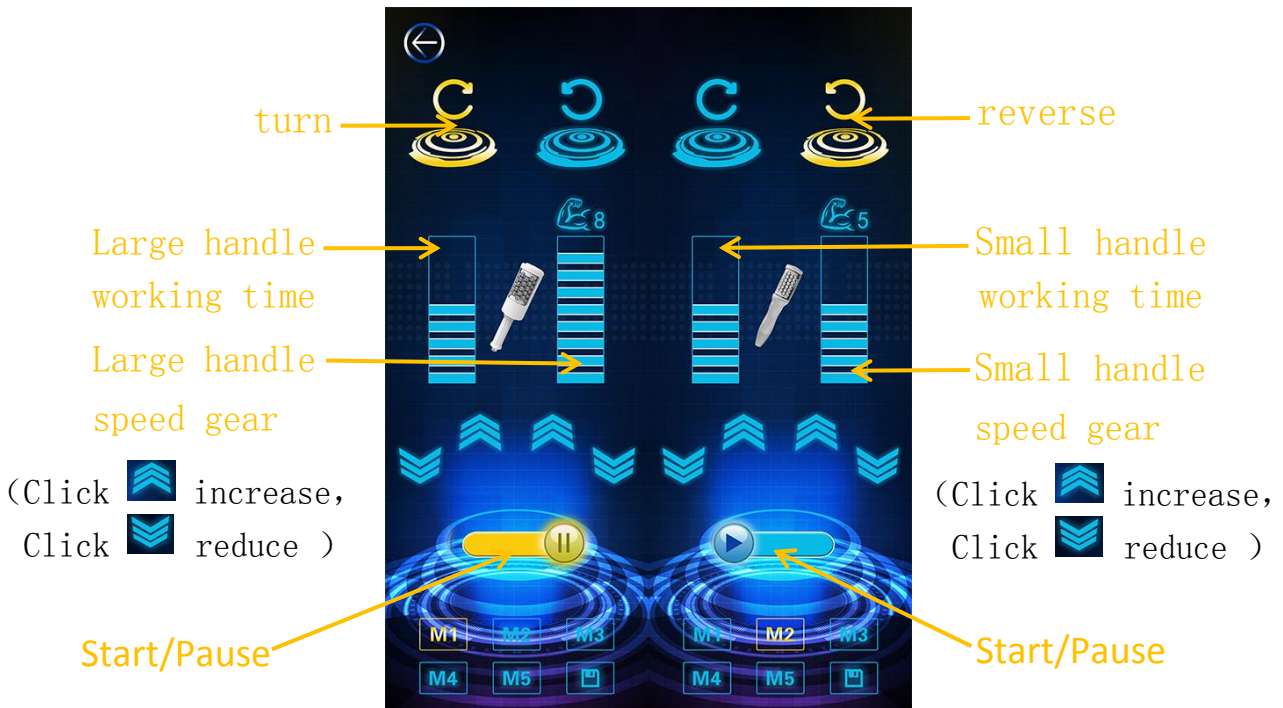 turn
reverse
8
5
Large handle
working time
Small handle
working time
Large handle
speed gear
Small handle
speed gear
(Click increase,
Click reduce )
(Click increase,
Click reduce )
Start/Pause
Start/Pause
M1 M2 M3
M4 M5
M1 M2 M3
M4 M5